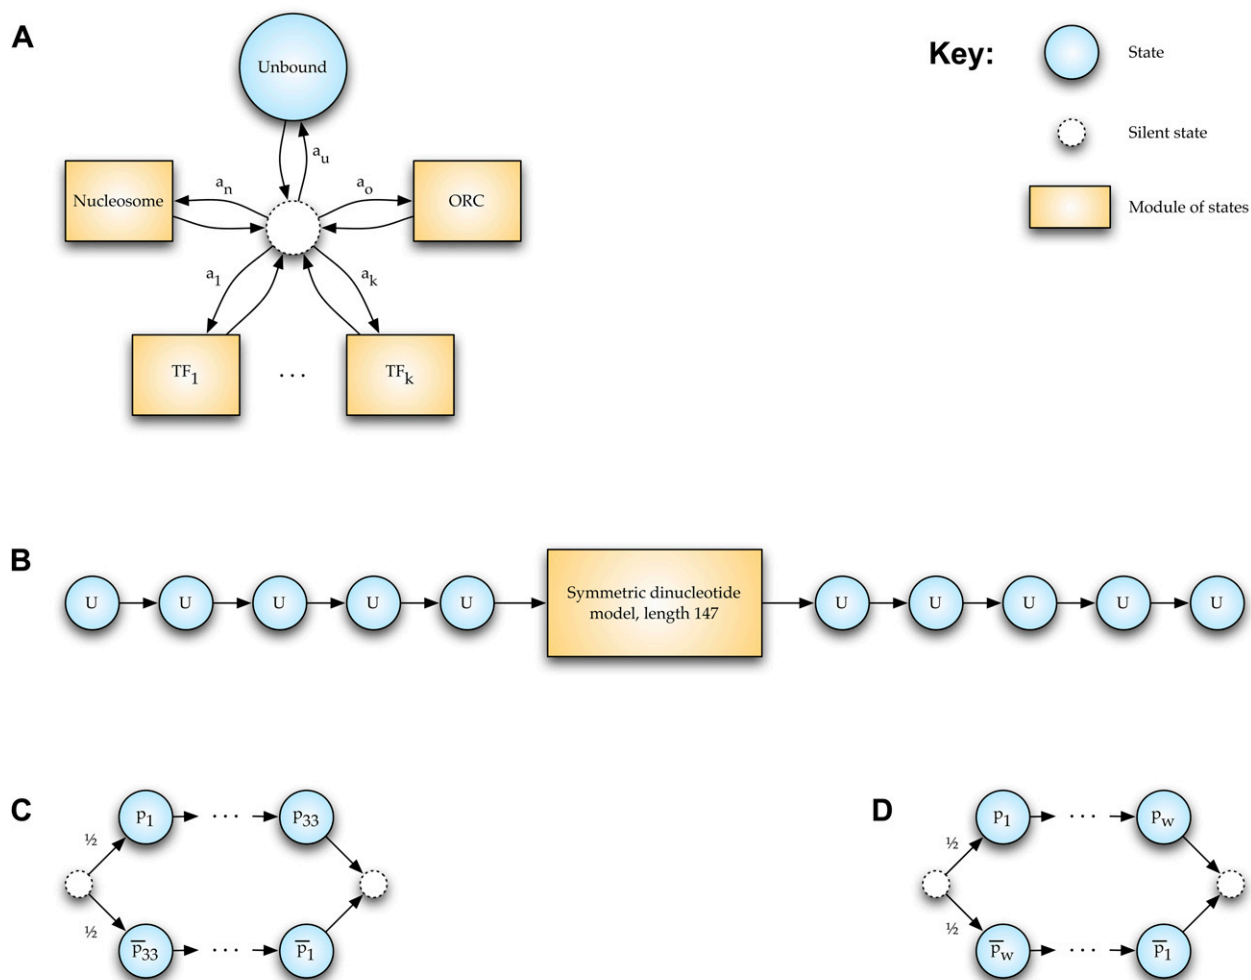 A
Unbound
a_u
a_n
a_o
Nucleosome
ORC
a_1
a_k
TF_1
. . .
TF_k
Key:
State
Silent state
Module of states
B
U
U
U
U
U
Symmetric dinucleotide
model, length 147
U
U
U
U
U
C
p_1
. . .
p_33
½
½
p̅_33
. . .
p̅_1
D
p_1
. . .
p_w
½
½
p̅_w
. . .
p̅_1